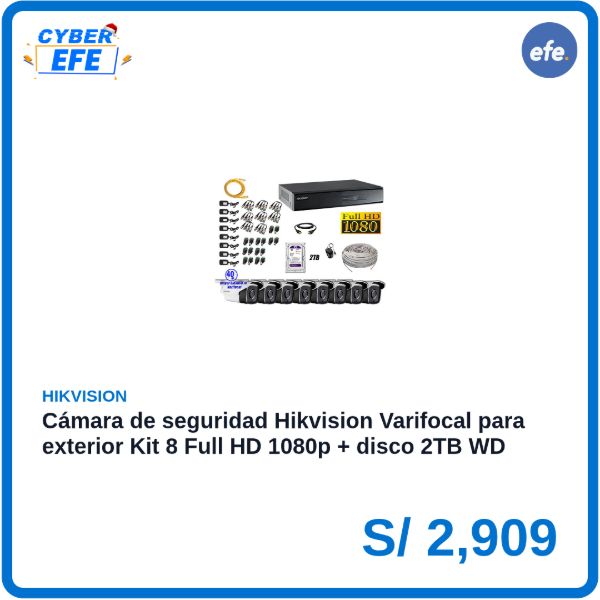 CYBER
EFE
efe.
Full HD
1080
2TB
40
HIKVISION
Cámara de seguridad Hikvision Varifocal para
exterior Kit 8 Full HD 1080p + disco 2TB WD
S/ 2,909